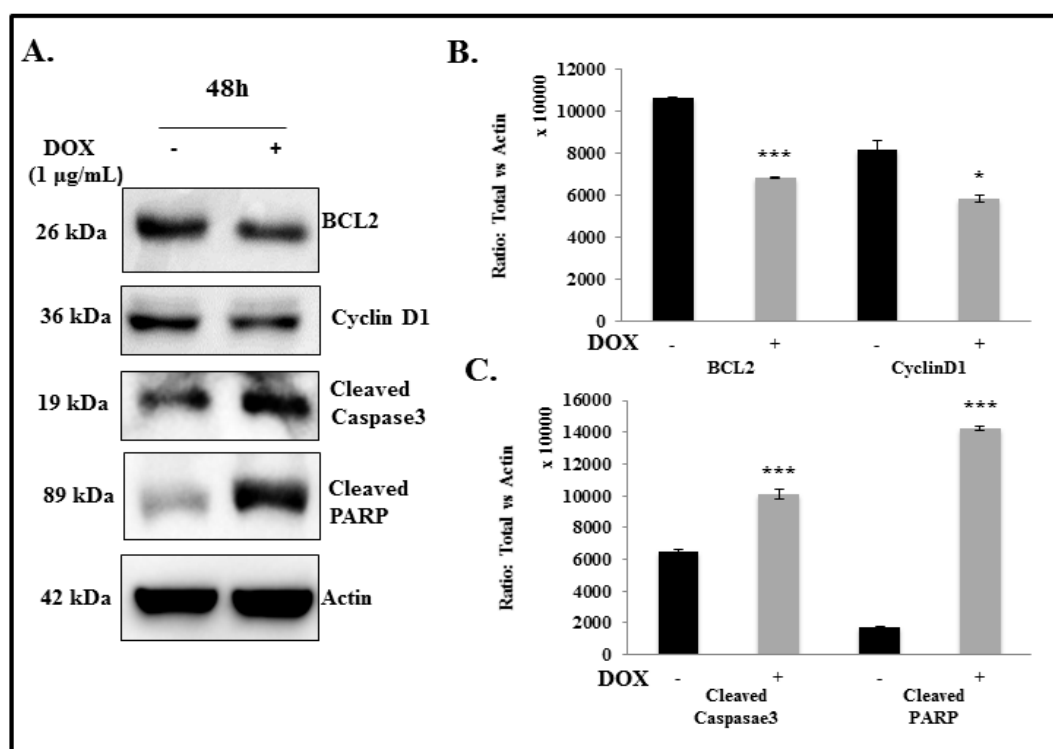 A.
48h
DOX - +
(1 µg/mL)
26 kDa BCL2
36 kDa Cyclin D1
19 kDa Cleaved
Caspase3
89 kDa Cleaved
PARP
42 kDa Actin
B.
Ratio: Total vs Actin
x 10000
12000
10000
8000
6000
4000
2000
0
***
*
DOX - + - +
BCL2 CyclinD1
C.
Ratio: Total vs Actin
x 10000
16000
14000
12000
10000
8000
6000
4000
2000
0
***
***
DOX - + - +
Cleaved Cleaved
Caspasae3 PARP